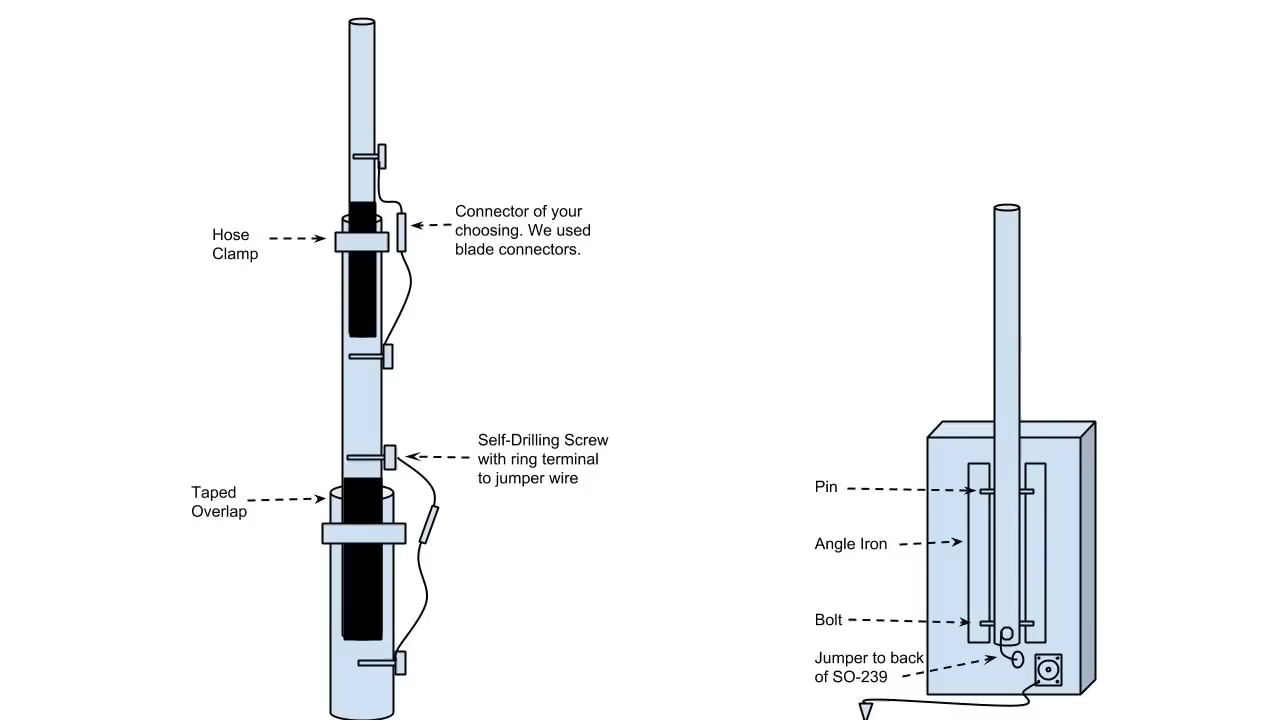 Hose
Clamp
Connector of your
choosing. We used
blade connectors.
Self-Drilling Screw
with ring terminal
to jumper wire
Taped
Overlap
Pin
Angle Iron
Bolt
Jumper to back
of SO-239